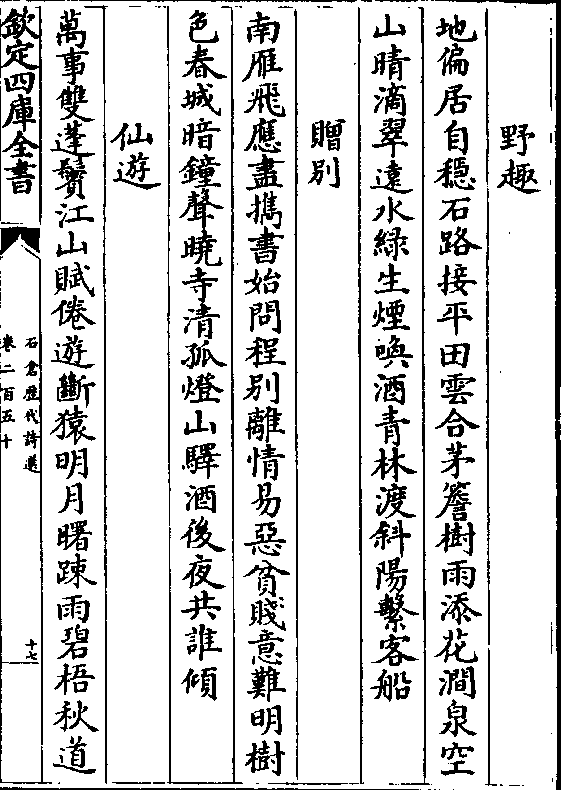 野趣
地偏居自穩石路接平田雲合茅簷樹雨添花澗泉空
山晴滴翠遠水綠生煙喚酒青林渡斜陽繫客船
贈別
南雁飛應盡攜書始問程別離情易惡貧賤意難明樹
色春城暗鐘聲曉寺清孤燈山驛酒後夜共誰傾
仙遊
萬事雙蓬鬢江山賦倦遊斷猿明月曙踈雨碧梧秋道
欽定四庫全書
石倉歷代詩選
卷二百五十
十七